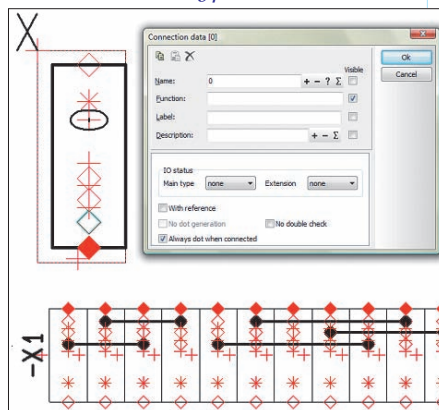 Connection data [0]
Visible
Name: 0 + - ? Σ
Function:
Label:
Description: + - Σ
IO status
Main type none Extension none
With reference
No dot generation No double check
Always dot when connected
Ok
Cancel
-X1